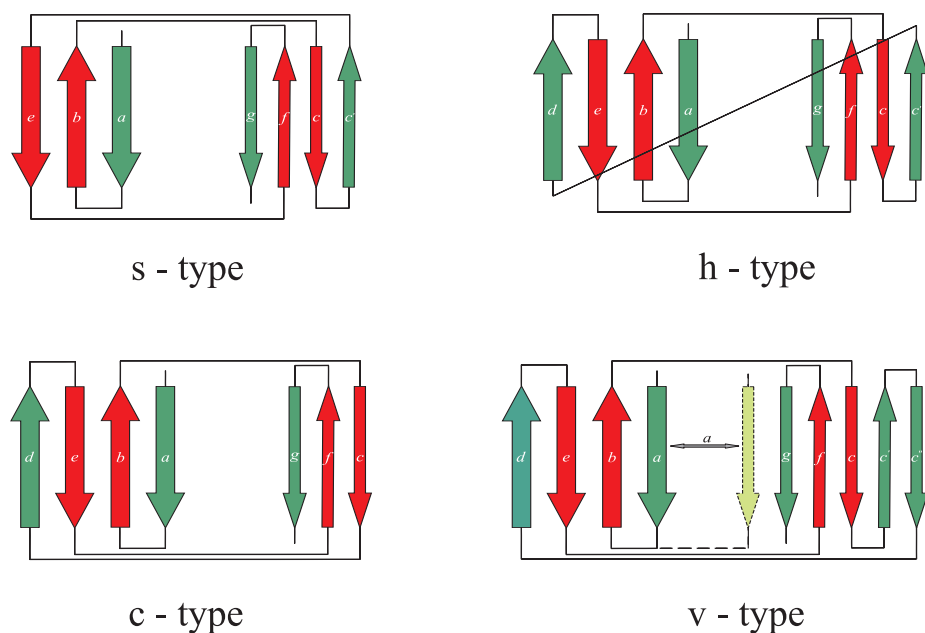 e b a g f c c'
s - type
d e b a g f c c'
h - type
d e b a g f c
c - type
d e b a a g f c c' c"
v - type